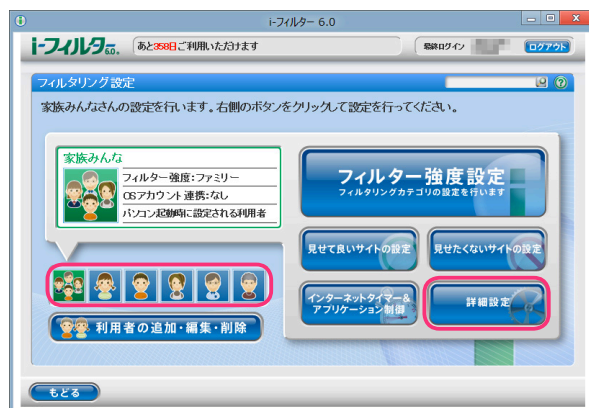 i-フィルター 6.0
i-フィルター 6.0
あと358日ご利用いただけます
最終ログイン
ログアウト
フィルタリング設定
家族みんなさんの設定を行います。右側のボタンをクリックして設定を行ってください。
家族みんな
フィルター強度:ファミリー
OSアカウント連携:なし
パソコン起動時に設定される利用者
フィルター強度設定
フィルタリングカテゴリの設定を行います
見せて良いサイトの設定
見せたくないサイトの設定
インターネットタイマー&
アプリケーション制御
詳細設定
利用者の追加・編集・削除
もどる